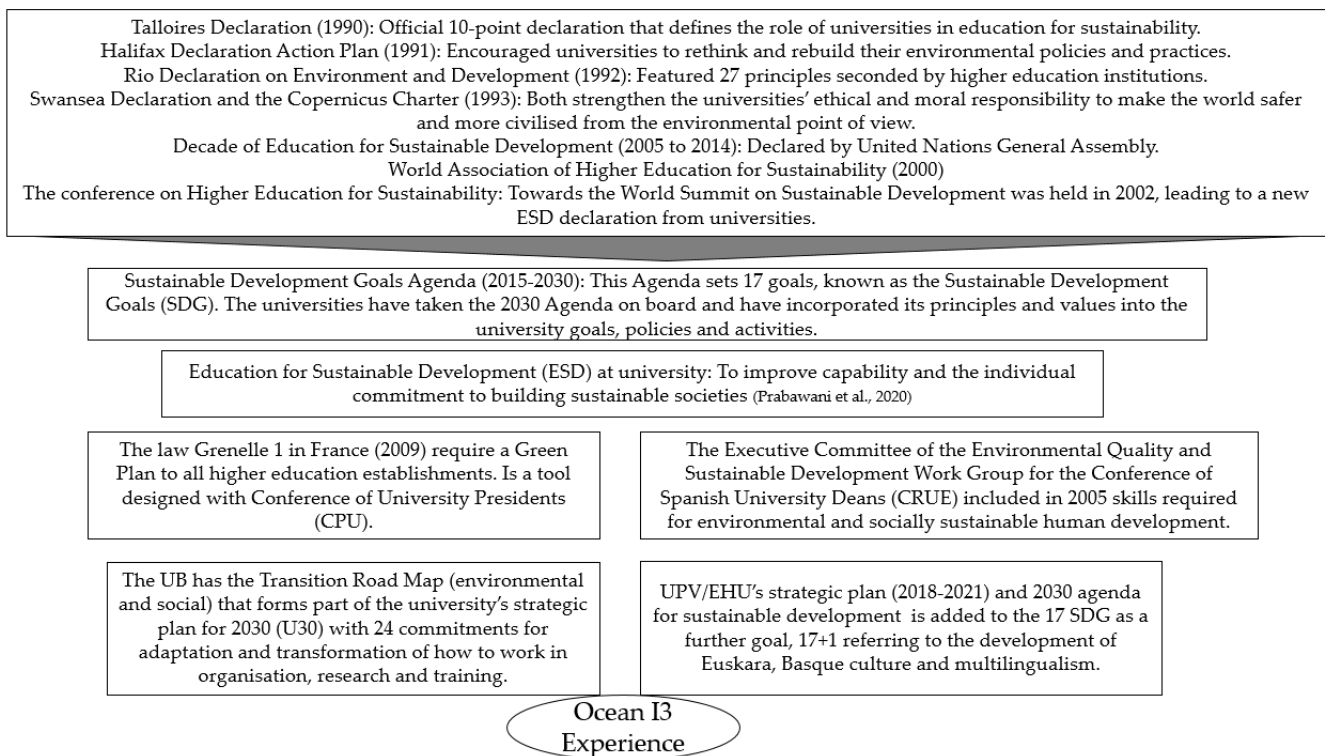 Talloires Declaration (1990): Official 10-point declaration that defines the role of universities in education for sustainability.
Halifax Declaration Action Plan (1991): Encouraged universities to rethink and rebuild their environmental policies and practices.
Rio Declaration on Environment and Development (1992): Featured 27 principles seconded by higher education institutions.
Swansea Declaration and the Copernicus Charter (1993): Both strengthen the universities' ethical and moral responsibility to make the world safer
and more civilised from the environmental point of view.
Decade of Education for Sustainable Development (2005 to 2014): Declared by United Nations General Assembly.
World Association of Higher Education for Sustainability (2000)
The conference on Higher Education for Sustainability: Towards the World Summit on Sustainable Development was held in 2002, leading to a new
ESD declaration from universities.
Sustainable Development Goals Agenda (2015-2030): This Agenda sets 17 goals, known as the Sustainable Development
Goals (SDG). The universities have taken the 2030 Agenda on board and have incorporated its principles and values into the
university goals, policies and activities.
Education for Sustainable Development (ESD) at university: To improve capability and the individual
commitment to building sustainable societies (Prabawani et al., 2020)
The law Grenelle 1 in France (2009) require a Green
Plan to all higher education establishments. Is a tool
designed with Conference of University Presidents
(CPU).
The Executive Committee of the Environmental Quality and
Sustainable Development Work Group for the Conference of
Spanish University Deans (CRUE) included in 2005 skills required
for environmental and socially sustainable human development.
The UB has the Transition Road Map (environmental
and social) that forms part of the university's strategic
plan for 2030 (U30) with 24 commitments for
adaptation and transformation of how to work in
organisation, research and training.
UPV/EHU's strategic plan (2018-2021) and 2030 agenda
for sustainable development is added to the 17 SDG as a
further goal, 17+1 referring to the development of
Euskara, Basque culture and multilingualism.
Ocean I3
Experience